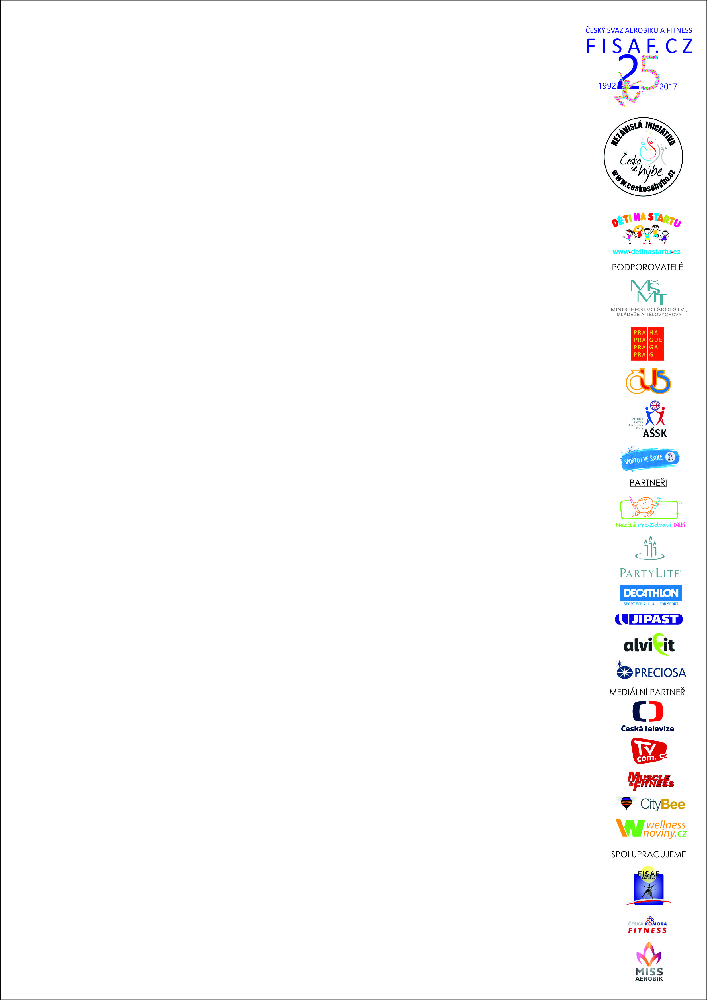 ČESKÝ SVAZ AEROBIKU A FITNESS
FISAF.CZ
25
1992 2017
NEZÁVISLÁ INICIATIVA
Česko
se hýbe
www.ceskosehybe.cz
DĚTI NA STARTU
www•detinastartu•cz
PODPOROVATELÉ
MŠ
MT
MINISTERSTVO ŠKOLSTVÍ,
MLÁDEŽE A TĚLOVÝCHOVY
PRA HA
PRA GUE
PRA GA
PRA G
ČUS
Asociace
Školních
Sportovních
Klubů
AŠSK
SPORTUJ VE ŠKOLE AŠSK
PARTNEŘI
Nestlé Pro Zdraví Dětí
PARTYLITE
DECATHLON
SPORT FOR ALL | ALL FOR SPORT
JIPAST
alvifit
PRECIOSA
MEDIÁLNÍ PARTNEŘI
Česká televize
TV
com. cz
MUSCLE
&FITNESS
CityBee
W wellness
noviny.cz
SPOLUPRACUJEME
FISAF
International
ČESKÁ KOMORA
FITNESS
MISS
AEROBIK